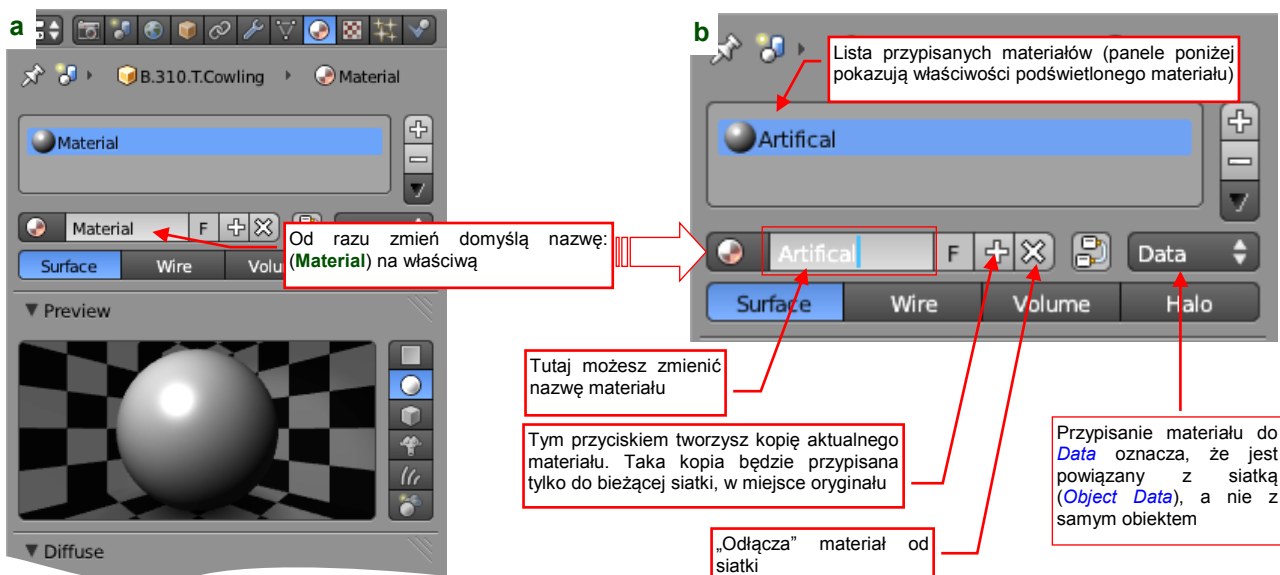 a
B.310.T.Cowling
Material
Material
Material
F
Surface
Wire
Volu
Preview
Diffuse
Od razu zmień domyślą nazwę:
(Material) na właściwą
b
Lista przypisanych materiałów (panele poniżej
pokazują właściwości podświetlonego materiału)
Artifical
Artifical
F
Data
Surface
Wire
Volume
Halo
Tutaj możesz zmienić
nazwę materiału
Tym przyciskiem tworzysz kopię aktualnego
materiału. Taka kopia będzie przypisana
tylko do bieżącej siatki, w miejsce oryginału
„Odłącza” materiał od
siatki
Przypisanie materiału do
Data oznacza, że jest
powiązany z siatką
(Object Data), a nie z
samym obiektem